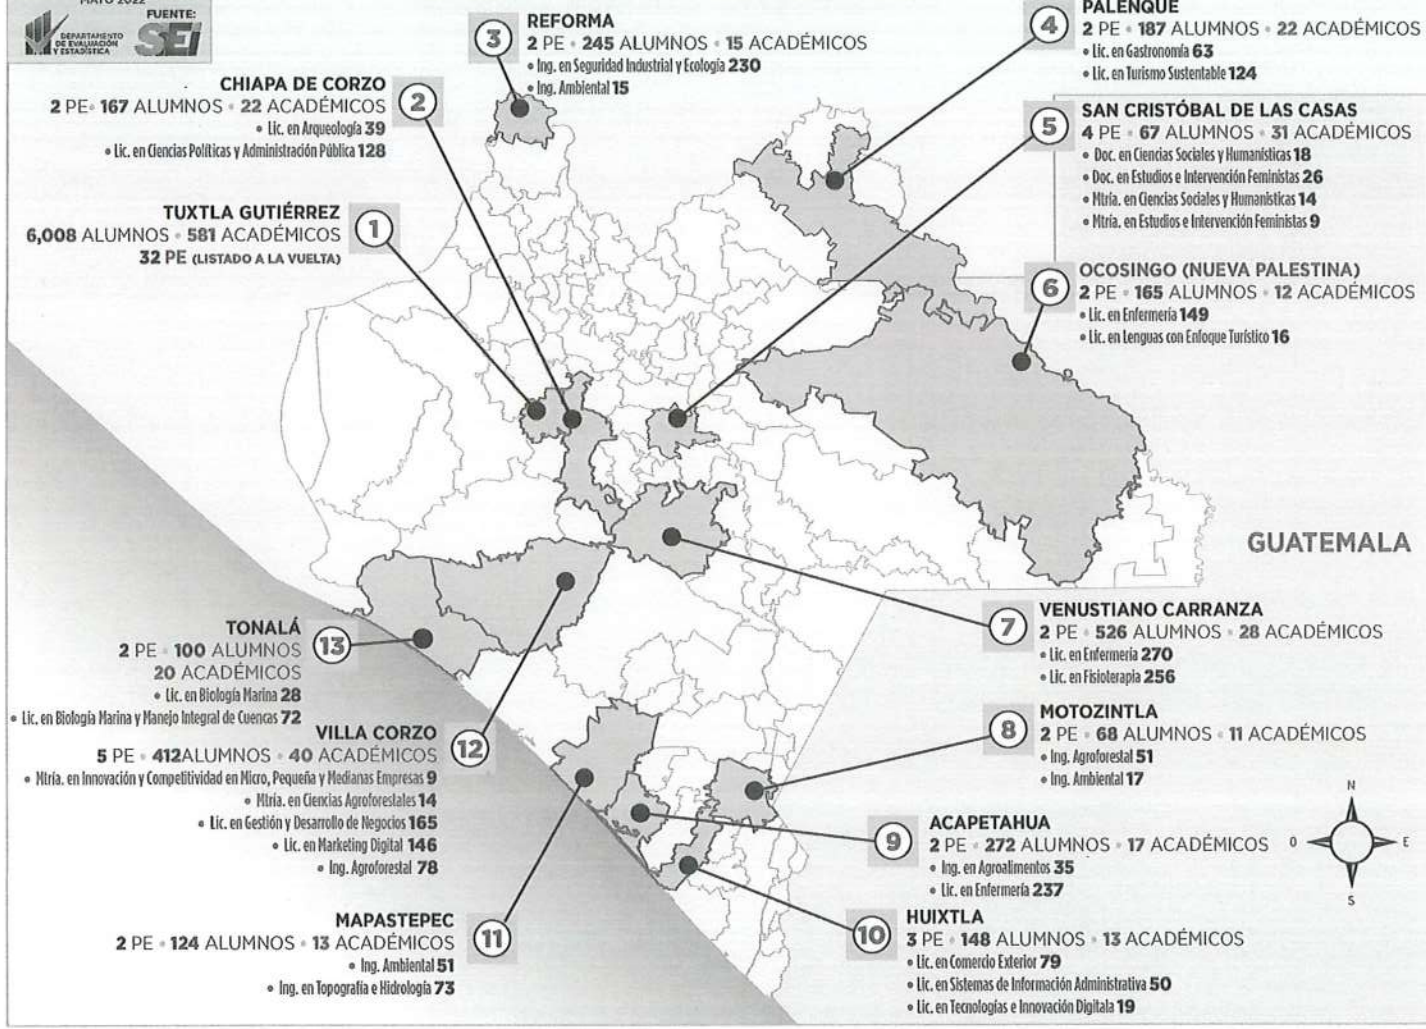 MAYO 2022
FUENTE:
DEPARTAMENTO
DE EVALUACIÓN
Y ESTADÍSTICA
SEi
3
REFORMA
2 PE • 245 ALUMNOS • 15 ACADÉMICOS
• Ing. en Seguridad Industrial y Ecología 230
• Ing. Ambiental 15
4
PALENQUE
2 PE • 187 ALUMNOS • 22 ACADÉMICOS
• Lic. en Gastronomía 63
• Lic. en Turismo Sustentable 124
CHIAPA DE CORZO
2 PE • 167 ALUMNOS • 22 ACADÉMICOS
• Lic. en Arqueología 39
• Lic. en Ciencias Políticas y Administración Pública 128
2
5
SAN CRISTÓBAL DE LAS CASAS
4 PE • 67 ALUMNOS • 31 ACADÉMICOS
• Doc. en Ciencias Sociales y Humanísticas 18
• Doc. en Estudios e Intervención Feministas 26
• Mtría. en Ciencias Sociales y Humanísticas 14
• Mtría. en Estudios e Intervención Feministas 9
TUXTLA GUTIÉRREZ
6,008 ALUMNOS • 581 ACADÉMICOS
32 PE (LISTADO A LA VUELTA)
1
6
OCOSINGO (NUEVA PALESTINA)
2 PE • 165 ALUMNOS • 12 ACADÉMICOS
• Lic. en Enfermería 149
• Lic. en Lenguas con Enfoque Turístico 16
GUATEMALA
7
VENUSTIANO CARRANZA
2 PE • 526 ALUMNOS • 28 ACADÉMICOS
• Lic. en Enfermería 270
• Lic. en Fisioterapia 256
TONALÁ
2 PE • 100 ALUMNOS
20 ACADÉMICOS
• Lic. en Biología Marina 28
• Lic. en Biología Marina y Manejo Integral de Cuencas 72
13
8
MOTOZINTLA
2 PE • 68 ALUMNOS • 11 ACADÉMICOS
• Ing. Agroforestal 51
• Ing. Ambiental 17
VILLA CORZO
5 PE • 412ALUMNOS • 40 ACADÉMICOS
• Mtría. en Innovación y Competitividad en Micro, Pequeña y Medianas Empresas 9
• Mtría. en Ciencias Agroforestales 14
• Lic. en Gestión y Desarrollo de Negocios 165
• Lic. en Marketing Digital 146
• Ing. Agroforestal 78
12
9
ACAPETAHUA
2 PE • 272 ALUMNOS • 17 ACADÉMICOS
• Ing. en Agroalimentos 35
• Lic. en Enfermería 237
N
O
E
S
MAPASTEPEC
2 PE • 124 ALUMNOS • 13 ACADÉMICOS
• Ing. Ambiental 51
• Ing. en Topografía e Hidrología 73
11
10
HUIXTLA
3 PE • 148 ALUMNOS • 13 ACADÉMICOS
• Lic. en Comercio Exterior 79
• Lic. en Sistemas de Información Administrativa 50
• Lic. en Tecnologías e Innovación Digitala 19